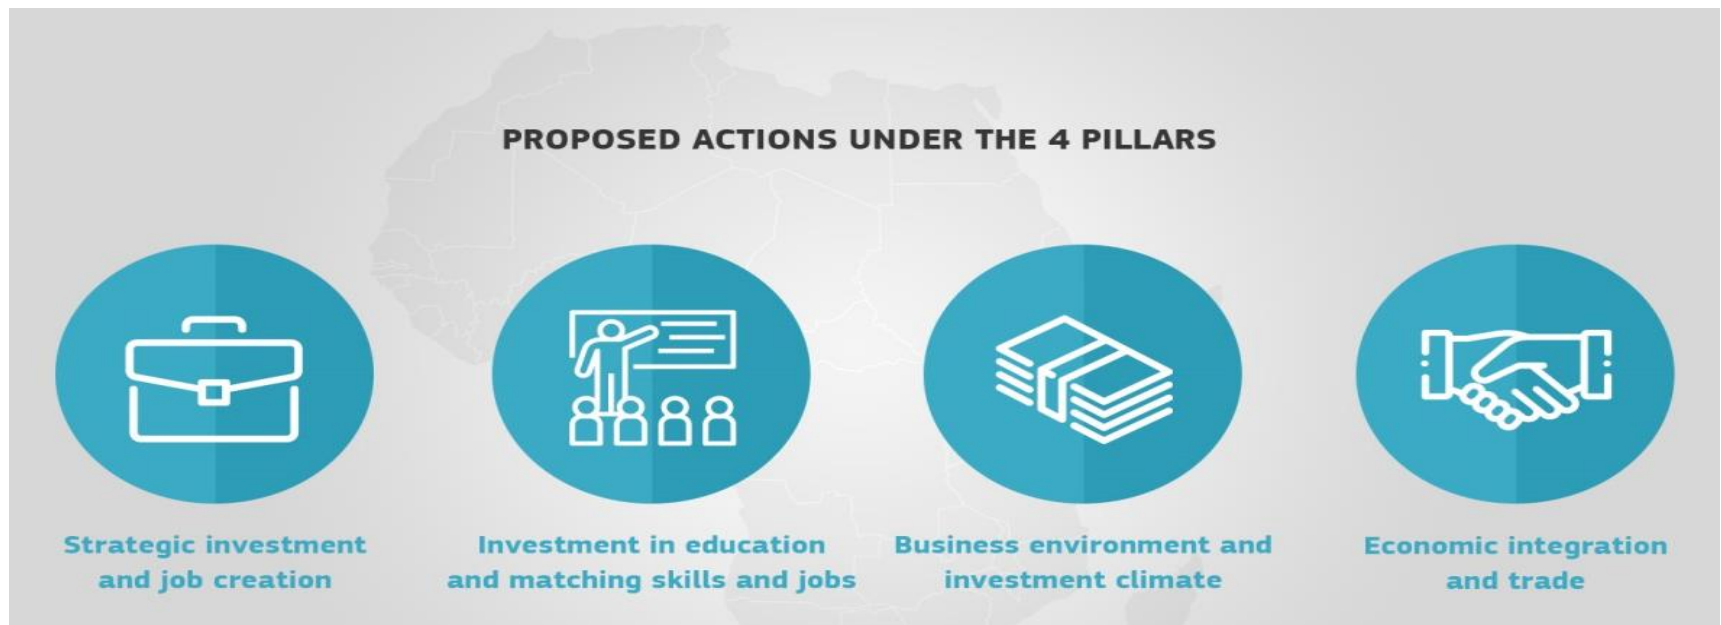 PROPOSED ACTIONS UNDER THE 4 PILLARS
Strategic investment
and job creation
Investment in education
and matching skills and jobs
Business environment and
investment climate
Economic integration
and trade